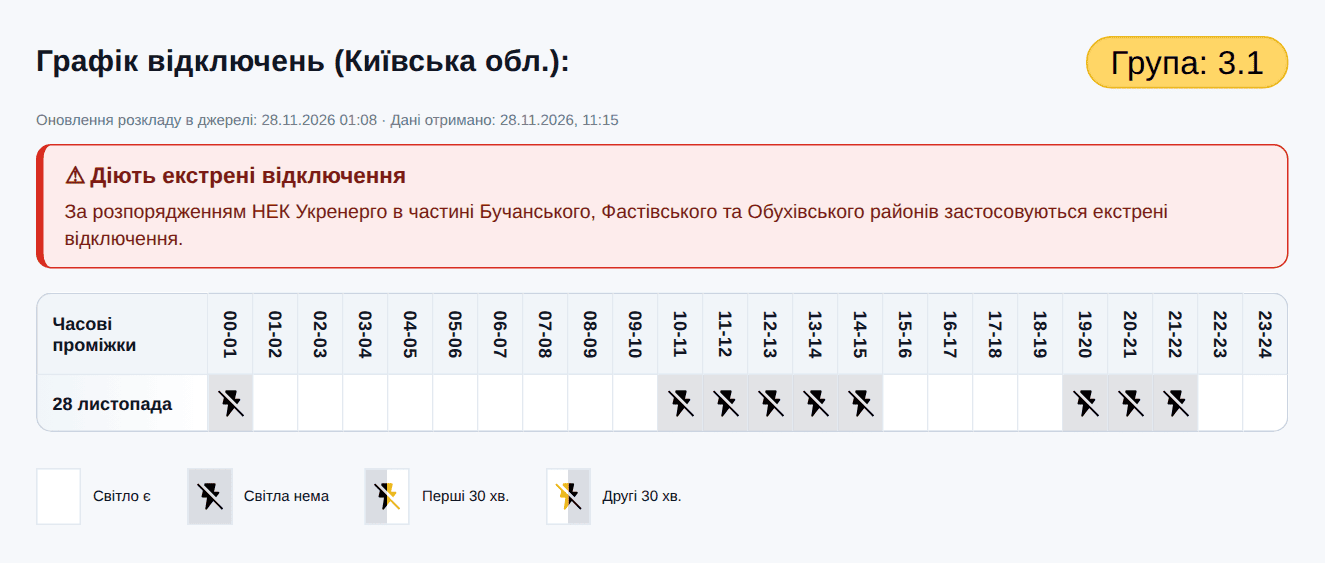 Графік відключень (Київська обл.):
Група: 3.1
Оновлення розкладу в джерелі: 28.11.2026 01:08 · Дані отримано: 28.11.2026, 11:15
⚠ Діють екстрені відключення
За розпорядженням НЕК Укренерго в частині Бучанського, Фастівського та Обухівського районів застосовуються екстрені
відключення.
Часові
проміжки
00-01 01-02 02-03 03-04 04-05 05-06 06-07 07-08 08-09 09-10 10-11 11-12 12-13 13-14 14-15 15-16 16-17 17-18 18-19 19-20 20-21 21-22 22-23 23-24
28 листопада
Світло є Світла нема Перші 30 хв. Другі 30 хв.